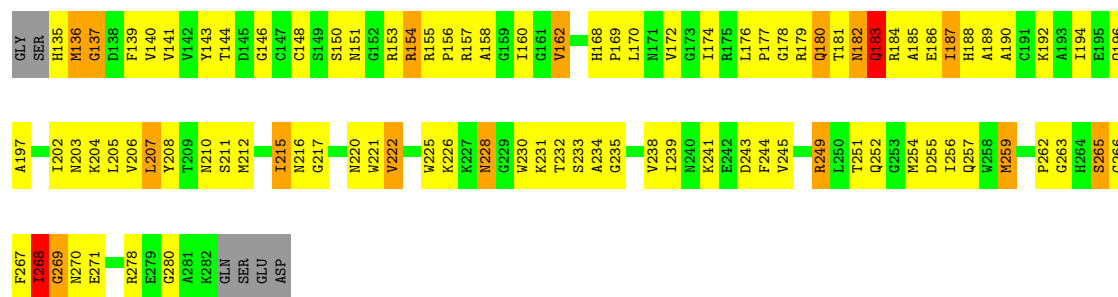 GLY SER H135 M136 G137 D138 F139 V140 V141 V142 Y143 T144 D145 G146 C147 C148 S149 S150 N151 G152 R153 R154 R155 P156 R157 A158 G159 I160 G161 V162 H168 P169 L170 N171 V172 G173 I174 R175 L176 P177 G178 R179 Q180 T181 N182 Q183 R184 A185 E186 I187 H188 A189 A190 C191 K192 A193 I194 E195
A197 I202 N203 K204 L205 V206 L207 Y208 T209 N210 S211 M212 I215 N216 G217 N220 W221 V222 W225 K226 K227 N228 G229 W230 K231 T232 S233 A234 G235 V238 I239 N240 K241 E242 D243 F244 V245 R249 L250 T251 Q252 G253 M254 D255 I256 Q257 W258 M259 P262 G263 H264 S265
F267 I268 G269 N270 E271 R278 E279 G280 A281 K282 GLN SER GLU ASP